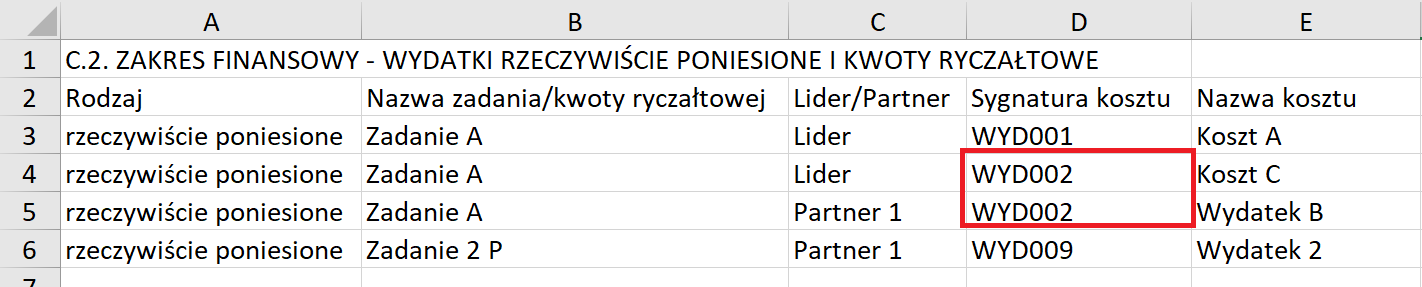 A B C D E
1 C.2. ZAKRES FINANSOWY - WYDATKI RZECZYWIŚCIE PONIESIONE I KWOTY RYCZAŁTOWE
2 Rodzaj Nazwa zadania/kwoty ryczałtowej Lider/Partner Sygnatura kosztu Nazwa kosztu
3 rzeczywiście poniesione Zadanie A Lider WYD001 Koszt A
4 rzeczywiście poniesione Zadanie A Lider WYD002 Koszt C
5 rzeczywiście poniesione Zadanie A Partner 1 WYD002 Wydatek B
6 rzeczywiście poniesione Zadanie 2 P Partner 1 WYD009 Wydatek 2
7